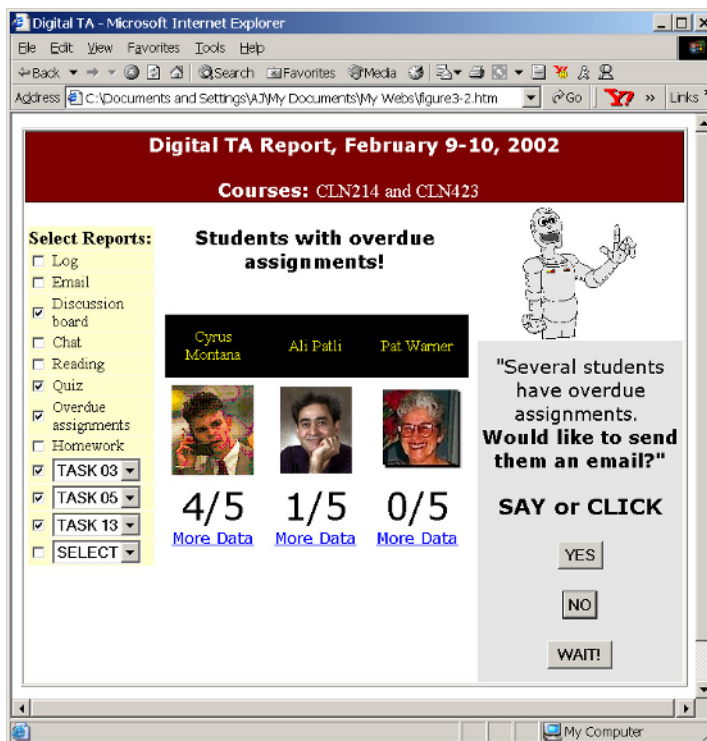 Digital TA - Microsoft Internet Explorer
File Edit View Favorites Tools Help
Back Search Favorites Media
Address C:\Documents and Settings\AJ\My Documents\My Webs\figure3-2.htm Go Y? » Links »
Digital TA Report, February 9-10, 2002
Courses: CLN214 and CLN423
Select Reports:
Log
Email
Discussion
board
Chat
Reading
Quiz
Overdue
assignments
Homework
TASK 03
TASK 05
TASK 13
SELECT
Students with overdue
assignments!
Cyrus
Montana
Ali Patli
Pat Warner
4/5 1/5 0/5
More Data More Data More Data
"Several students
have overdue
assignments.
Would like to send
them an email?"
SAY or CLICK
YES
NO
WAIT!
My Computer